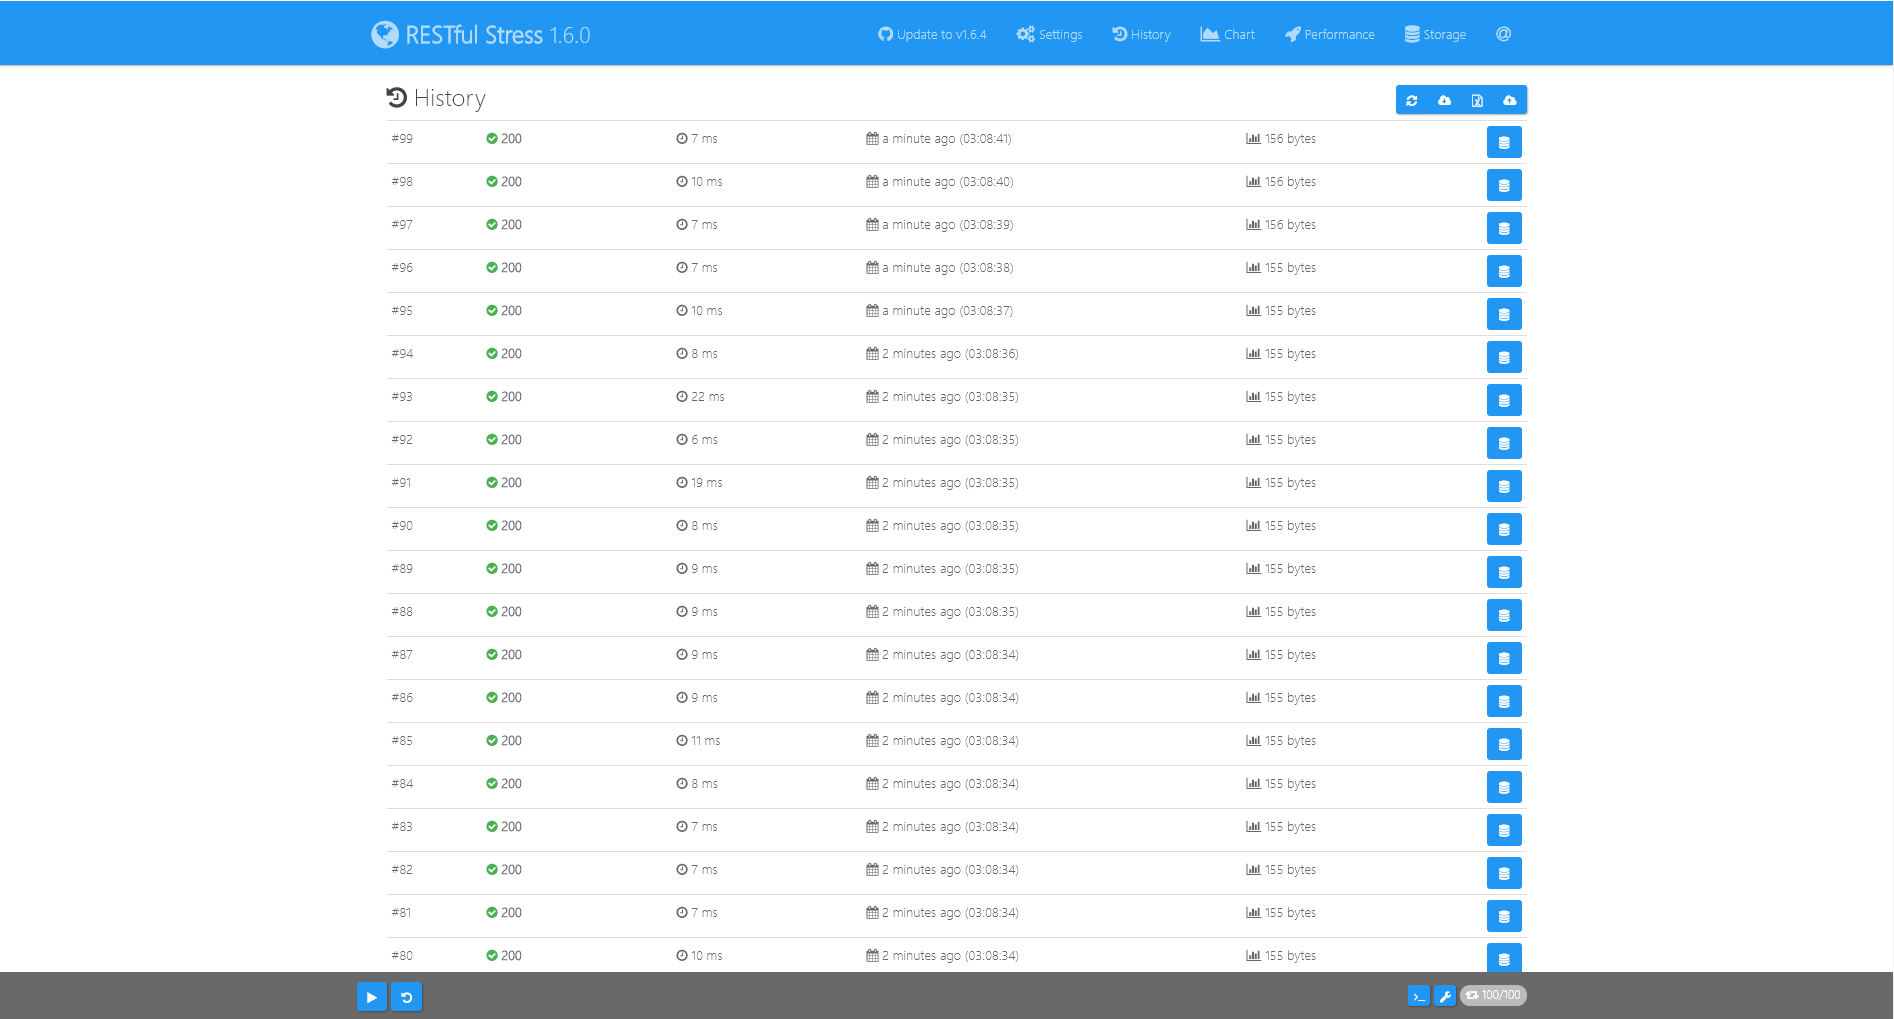 RESTful Stress 1.6.0 Update to v1.6.4 Settings History Chart Performance Storage @
History
#99 200 7 ms a minute ago (03:08:41) 156 bytes
#98 200 10 ms a minute ago (03:08:40) 156 bytes
#97 200 7 ms a minute ago (03:08:39) 156 bytes
#96 200 7 ms a minute ago (03:08:38) 155 bytes
#95 200 10 ms a minute ago (03:08:37) 155 bytes
#94 200 8 ms 2 minutes ago (03:08:36) 155 bytes
#93 200 22 ms 2 minutes ago (03:08:35) 155 bytes
#92 200 6 ms 2 minutes ago (03:08:35) 155 bytes
#91 200 19 ms 2 minutes ago (03:08:35) 155 bytes
#90 200 8 ms 2 minutes ago (03:08:35) 155 bytes
#89 200 9 ms 2 minutes ago (03:08:35) 155 bytes
#88 200 9 ms 2 minutes ago (03:08:35) 155 bytes
#87 200 9 ms 2 minutes ago (03:08:34) 155 bytes
#86 200 9 ms 2 minutes ago (03:08:34) 155 bytes
#85 200 11 ms 2 minutes ago (03:08:34) 155 bytes
#84 200 8 ms 2 minutes ago (03:08:34) 155 bytes
#83 200 7 ms 2 minutes ago (03:08:34) 155 bytes
#82 200 7 ms 2 minutes ago (03:08:34) 155 bytes
#81 200 7 ms 2 minutes ago (03:08:34) 155 bytes
#80 200 10 ms 2 minutes ago (03:08:34) 155 bytes
100/100